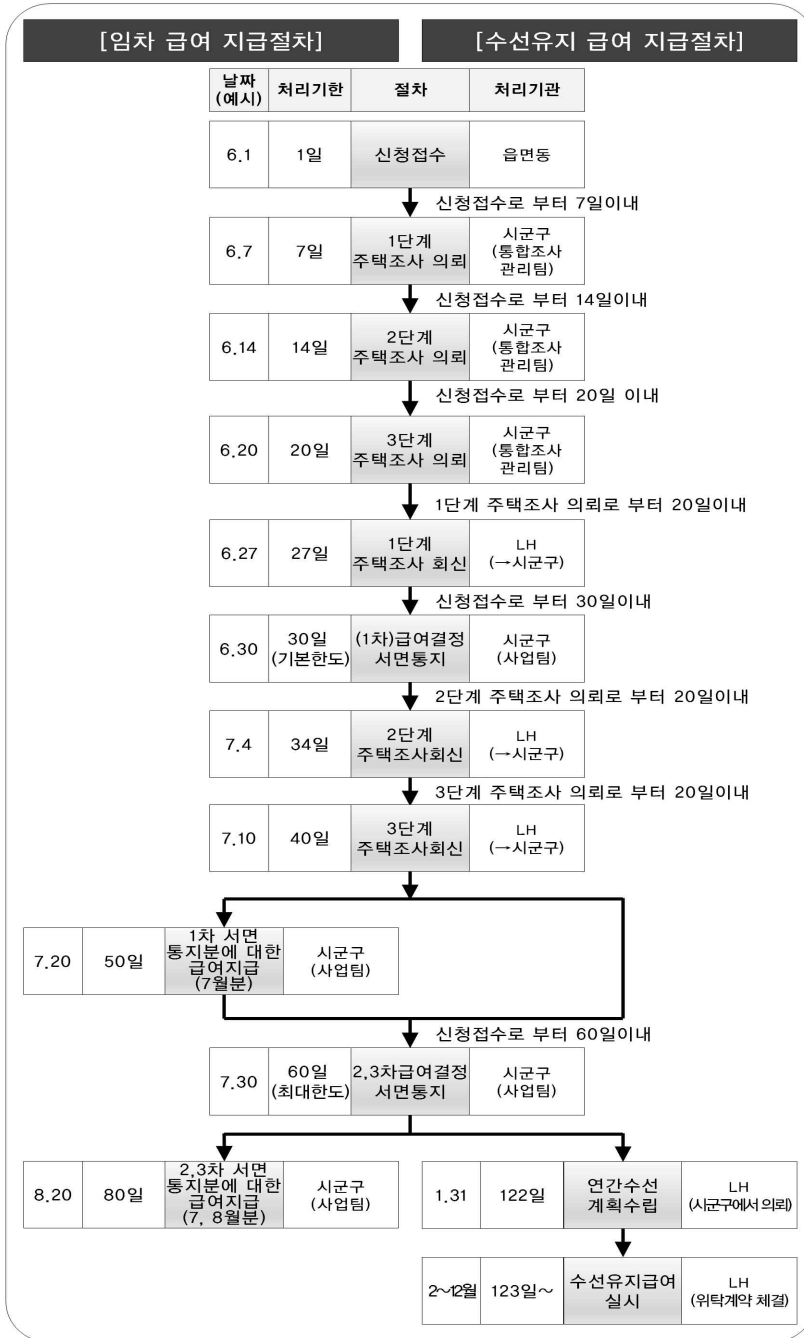 [임차 급여 지급절차]
[수선유지 급여 지급절차]
날짜
(예시)
처리기한
절차
처리기관
6.1
1일
신청접수
읍면동
신청접수로 부터 7일이내
6.7
7일
1단계
주택조사 의뢰
시군구
(통합조사
관리팀)
신청접수로 부터 14일이내
6.14
14일
2단계
주택조사 의뢰
시군구
(통합조사
관리팀)
신청접수로 부터 20일 이내
6.20
20일
3단계
주택조사 의뢰
시군구
(통합조사
관리팀)
1단계 주택조사 의뢰로 부터 20일이내
6.27
27일
1단계
주택조사 회신
LH
(→시군구)
신청접수로 부터 30일이내
6.30
30일
(기본한도)
(1차)급여결정
서면통지
시군구
(사업팀)
2단계 주택조사 의뢰로 부터 20일이내
7.4
34일
2단계
주택조사회신
LH
(→시군구)
3단계 주택조사 의뢰로 부터 20일이내
7.10
40일
3단계
주택조사회신
LH
(→시군구)
7.20
50일
1차 서면
통지분에 대한
급여지급
(7월분)
시군구
(사업팀)
신청접수로 부터 60일이내
7.30
60일
(최대한도)
2,3차급여결정
서면통지
시군구
(사업팀)
8.20
80일
2,3차 서면
통지분에 대한
급여지급
(7, 8월분)
시군구
(사업팀)
1.31
122일
연간수선
계획수립
LH
(시군구에서 의뢰)
2~12월
123일~
수선유지급여
실시
LH
(위탁계약 체결)